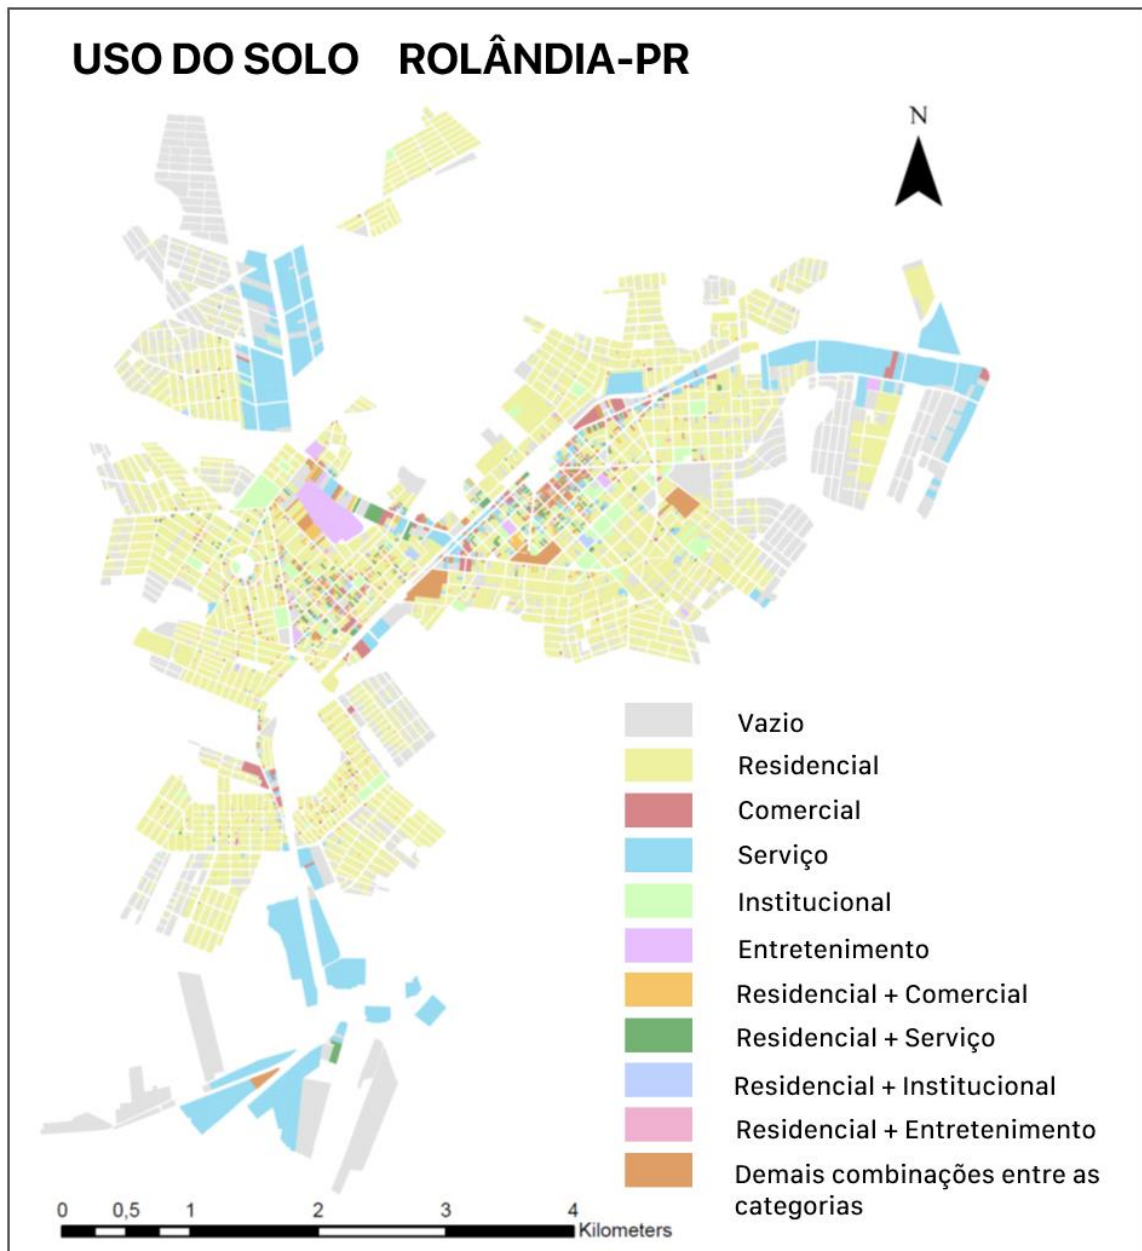 USO DO SOLO ROLÂNDIA-PR
N
Vazio
Residencial
Comercial
Serviço
Institucional
Entretenimento
Residencial + Comercial
Residencial + Serviço
Residencial + Institucional
Residencial + Entretenimento
Demais combinações entre as
categorias
0 0,5 1 2 3 4
Kilometers